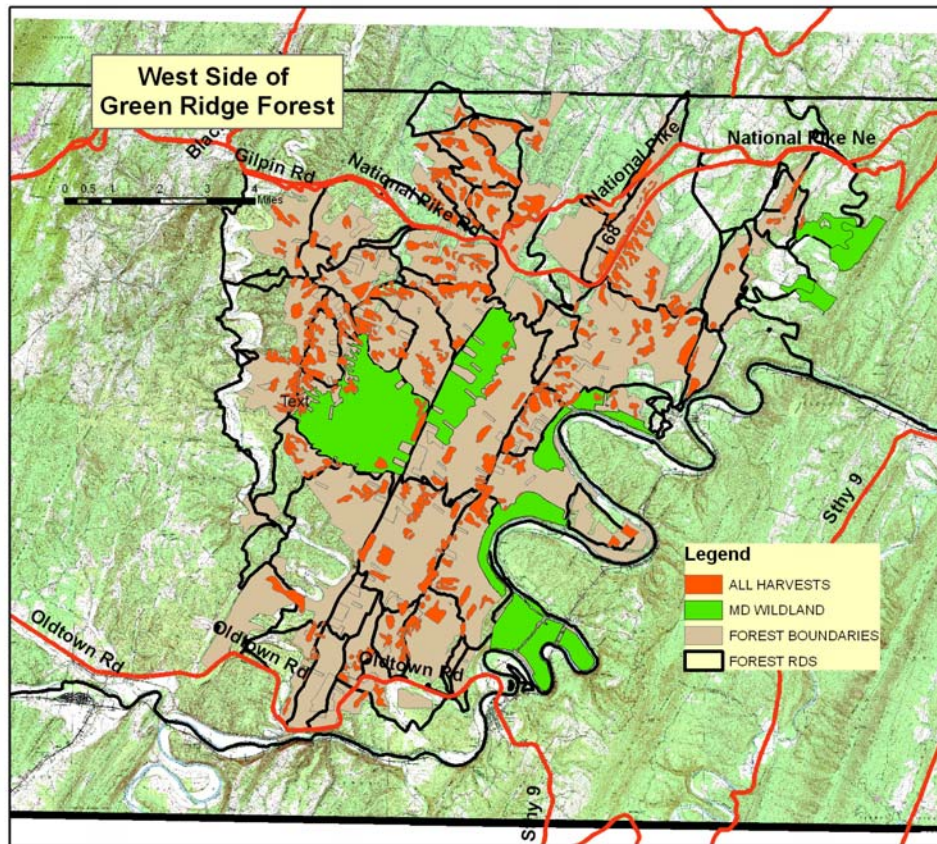 West Side of
Green Ridge Forest
Blac
Gilpin Rd
National Pike Rd
(National Pike
I 68
National Pike Ne
0 0.5 1 2 3 4
Miles
Text
Sthy 9
Legend
ALL HARVESTS
MD WILDLAND
FOREST BOUNDARIES
FOREST RDS
Oldtown Rd
Oldtown Rd
Oldtown Rd
Sthy 9